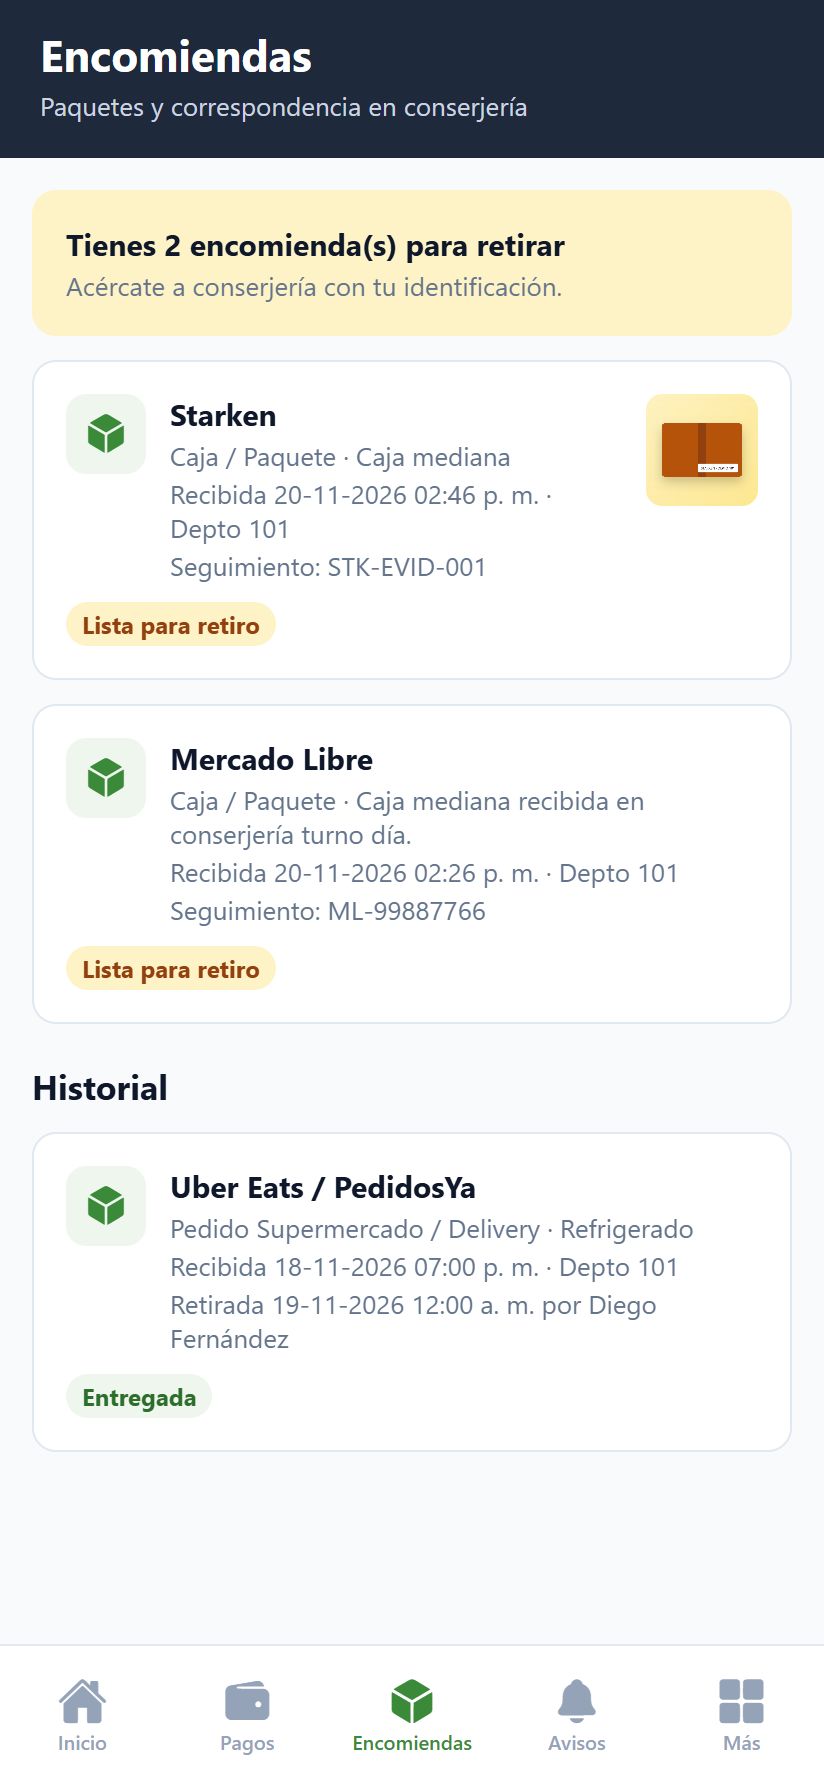 Encomiendas
Paquetes y correspondencia en conserjería
Tienes 2 encomienda(s) para retirar
Acércate a conserjería con tu identificación.
Starken
Caja / Paquete · Caja mediana
Recibida 20-11-2026 02:46 p. m. ·
Depto 101
Seguimiento: STK-EVID-001
Lista para retiro
Mercado Libre
Caja / Paquete · Caja mediana recibida en
conserjería turno día.
Recibida 20-11-2026 02:26 p. m. · Depto 101
Seguimiento: ML-99887766
Lista para retiro
Historial
Uber Eats / PedidosYa
Pedido Supermercado / Delivery · Refrigerado
Recibida 18-11-2026 07:00 p. m. · Depto 101
Retirada 19-11-2026 12:00 a. m. por Diego
Fernández
Entregada
Inicio
Pagos
Encomiendas
Avisos
Más